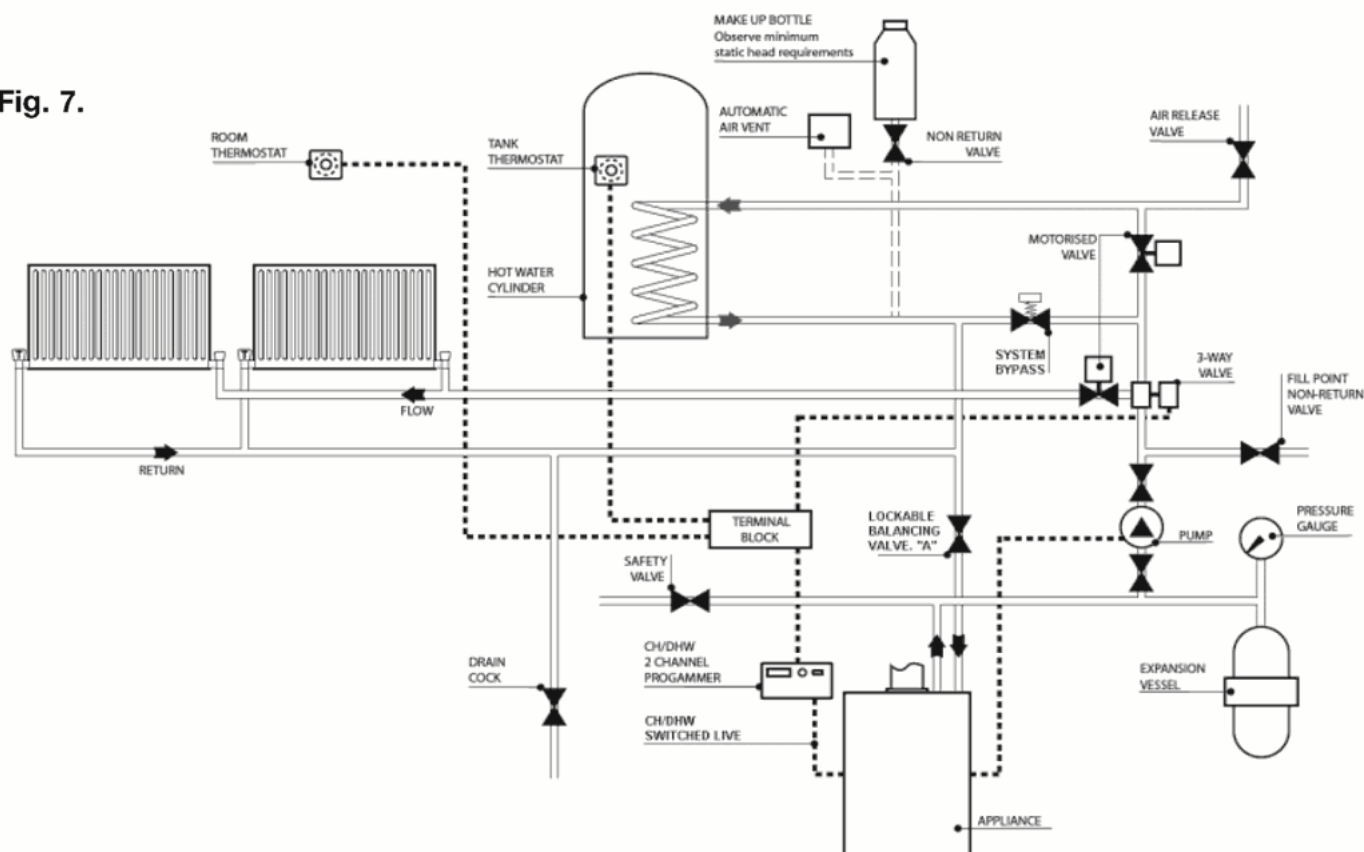 Fig. 7.
MAKE UP BOTTLE
Observe minimum
static head requirements
AUTOMATIC
AIR VENT
NON RETURN
VALVE
AIR RELEASE
VALVE
ROOM
THERMOSTAT
TANK
THERMOSTAT
MOTORISED
VALVE
HOT WATER
CYLINDER
SYSTEM
BYPASS
3-WAY
VALVE
FILL POINT
NON-RETURN
VALVE
FLOW
RETURN
LOCKABLE
BALANCING
VALVE. "A"
TERMINAL
BLOCK
PUMP
PRESSURE
GAUGE
SAFETY
VALVE
DRAIN
COCK
CH/DHW
2 CHANNEL
PROGAMMER
EXPANSION
VESSEL
CH/DHW
SWITCHED LIVE
APPLIANCE